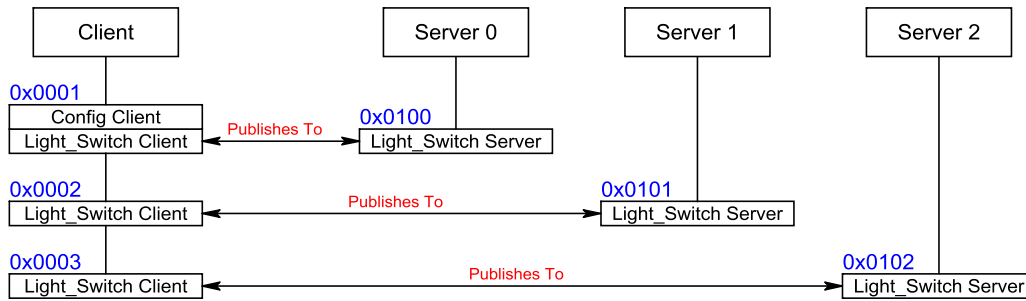 Client
Server 0
Server 1
Server 2
0x0001
Config Client
Light_Switch Client
Publishes To
0x0100
Light_Switch Server
0x0002
Light_Switch Client
Publishes To
0x0101
Light_Switch Server
0x0003
Light_Switch Client
Publishes To
0x0102
Light_Switch Server